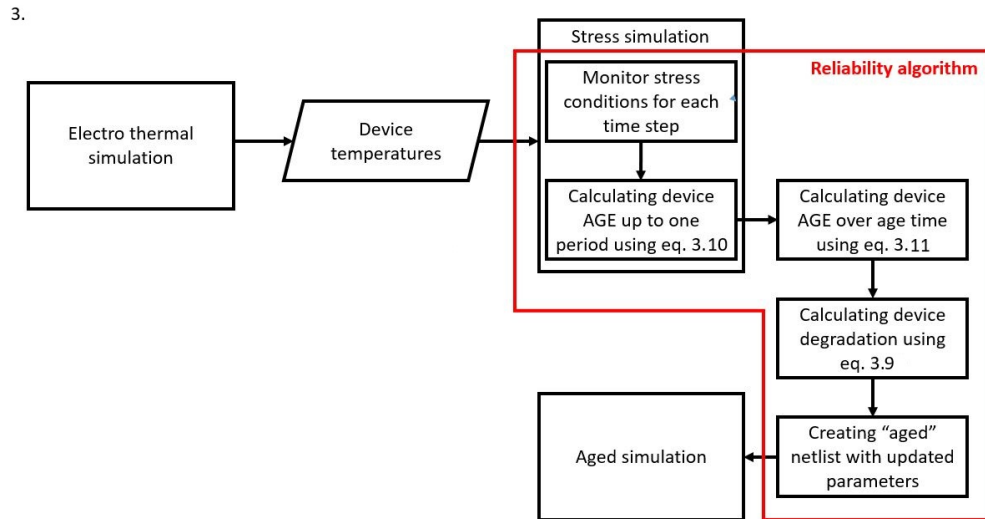 3.
Stress simulation
Reliability algorithm
Monitor stress
conditions for each
time step
Electro thermal
simulation
Device
temperatures
Calculating device
AGE up to one
period using eq. 3.10
Calculating device
AGE over age time
using eq. 3.11
Calculating device
degradation using
eq. 3.9
Creating “aged”
netlist with updated
parameters
Aged simulation